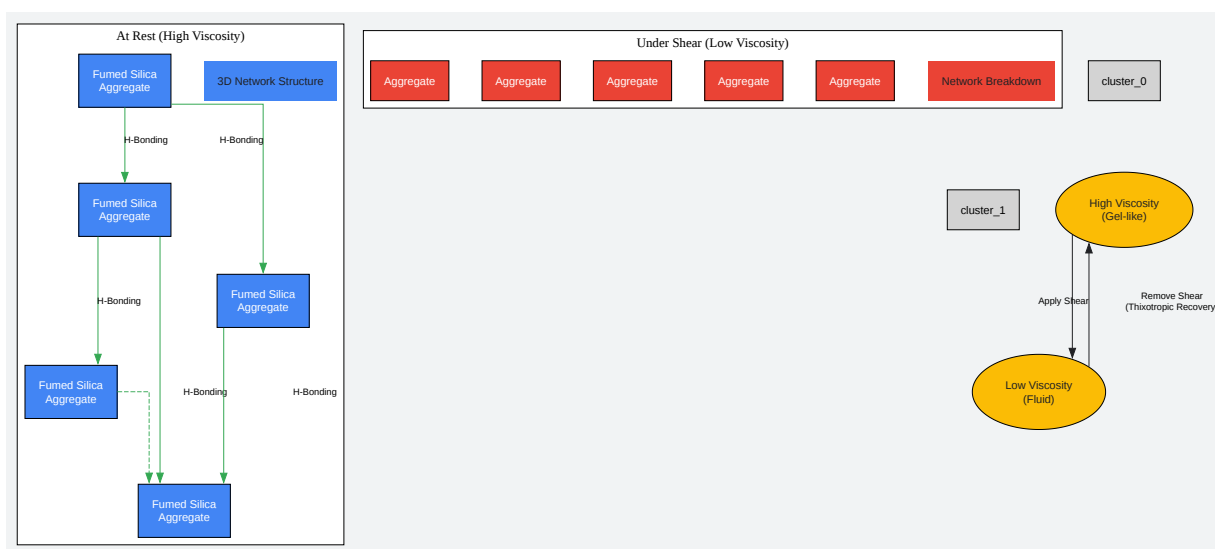 At Rest (High Viscosity)
Fumed Silica
Aggregate
3D Network Structure
H-Bonding
H-Bonding
Fumed Silica
Aggregate
H-Bonding
Fumed Silica
Aggregate
Fumed Silica
Aggregate
H-Bonding
H-Bonding
Fumed Silica
Aggregate
Under Shear (Low Viscosity)
Aggregate
Aggregate
Aggregate
Aggregate
Aggregate
Network Breakdown
cluster_0
cluster_1
High Viscosity
(Gel-like)
Apply Shear
Remove Shear
(Thixotropic Recovery
Low Viscosity
(Fluid)